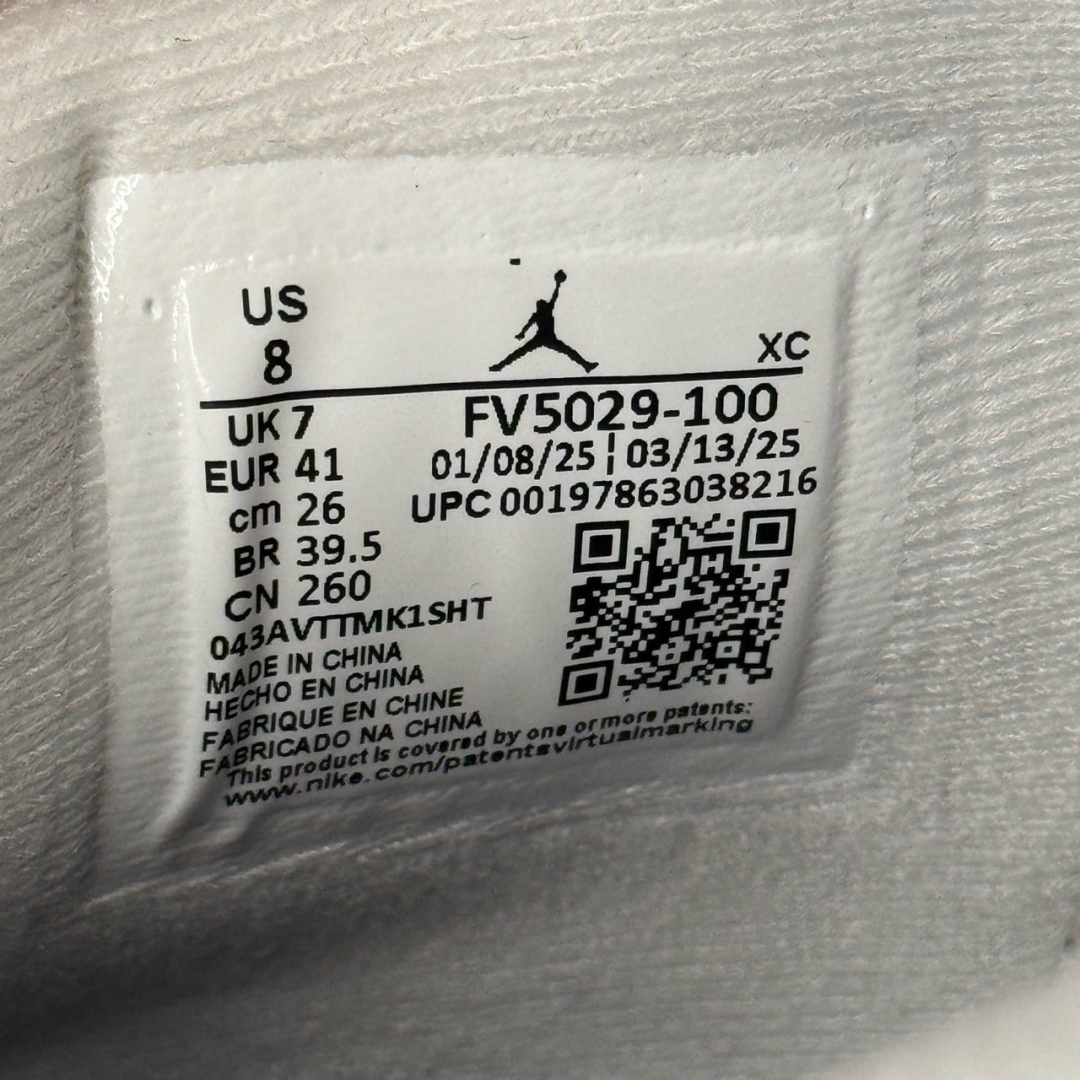 US
8
XC
UK 7
FV5029-100
EUR 41
01/08/25 | 03/13/25
cm 26
UPC 00197863038216
BR 39.5
CN 260
043AVTTMK1SHT
MADE IN CHINA
HECHO EN CHINA
FABRIQUE EN CHINE
FABRICADO NA CHINA
This product is covered by one or more patents:
www.nike.com/patentsvirtualmarking